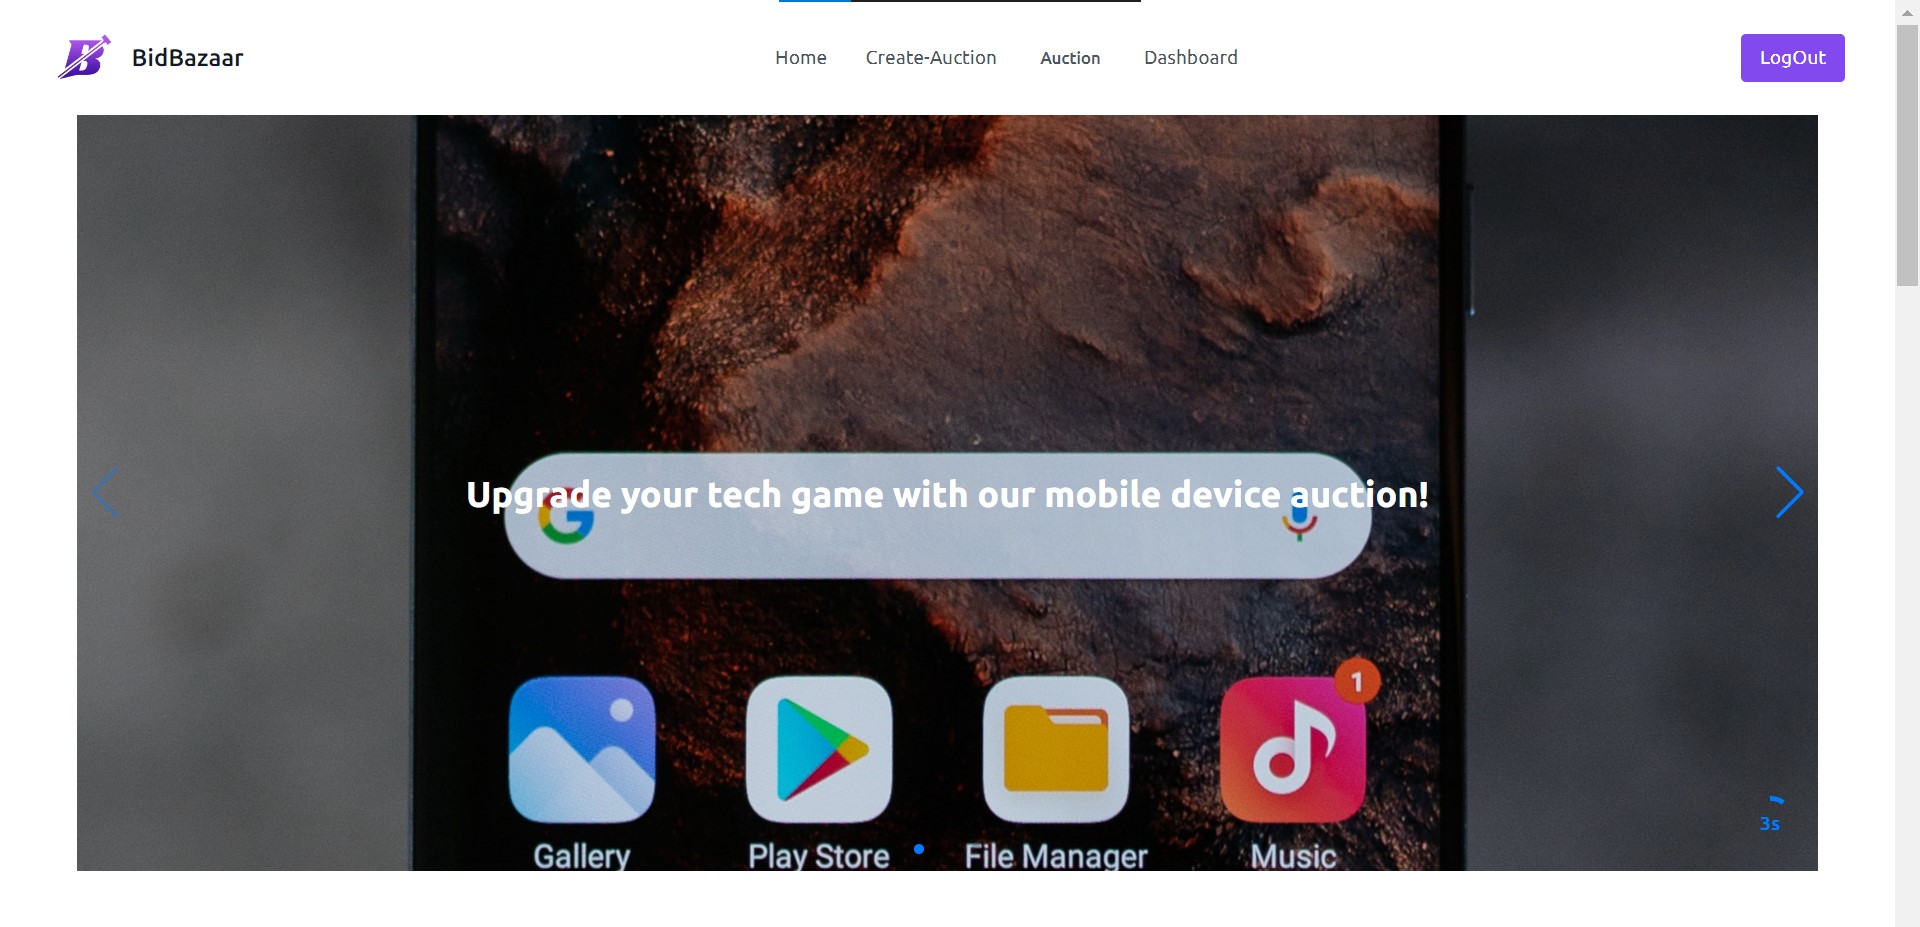 BidBazaar
Home Create-Auction Auction Dashboard
LogOut
Upgrade your tech game with our mobile device auction!
1
3s
Gallery Play Store File Manager Music